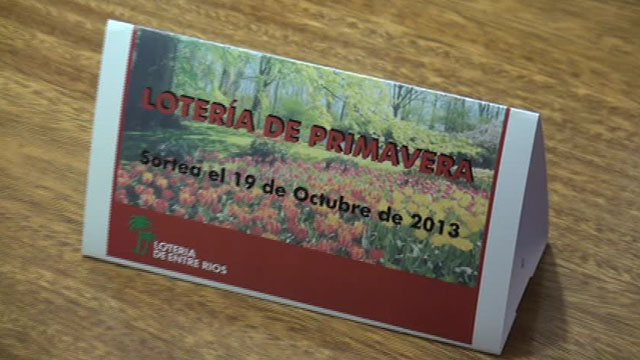 LOTERÍA DE PRIMAVERA
Sortea el 19 de Octubre de 2013
LOTERIA
DE ENTRE RIOS